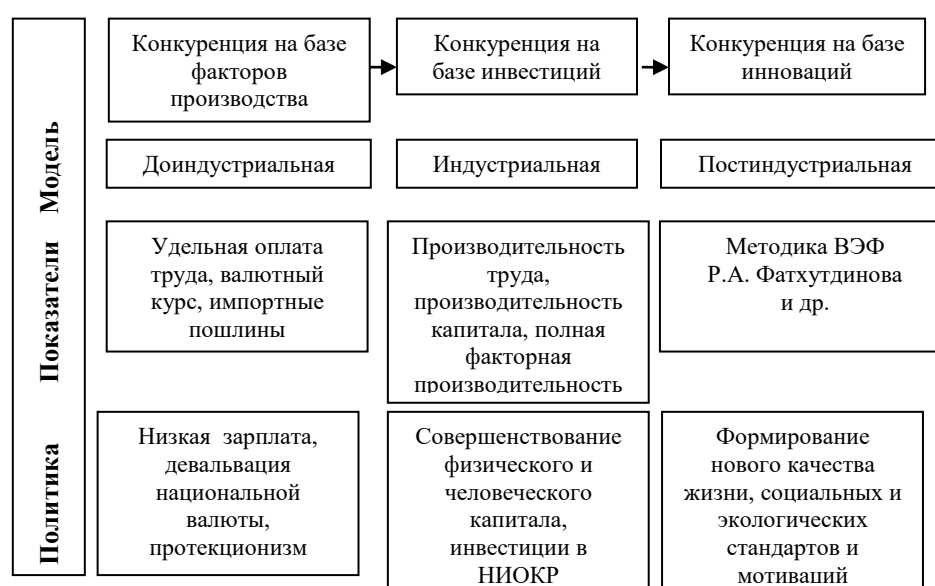 Модель
Конкуренция на базе
факторов
производства
Конкуренция на
базе инвестиций
Конкуренция на базе
инноваций
Доиндустриальная
Индустриальная
Постиндустриальная
Показатели
Удельная оплата
труда, валютный
курс, импортные
пошлины
Производительность
труда,
производительность
капитала, полная
факторная
производительность
Методика ВЭФ
Р.А. Фатхутдинова
и др.
Политика
Низкая зарплата,
девальвация
национальной
валюты,
протекционизм
Совершенствование
физического и
человеческого
капитала,
инвестиции в
НИОКР
Формирование
нового качества
жизни, социальных и
экологических
стандартов и
мотиваций